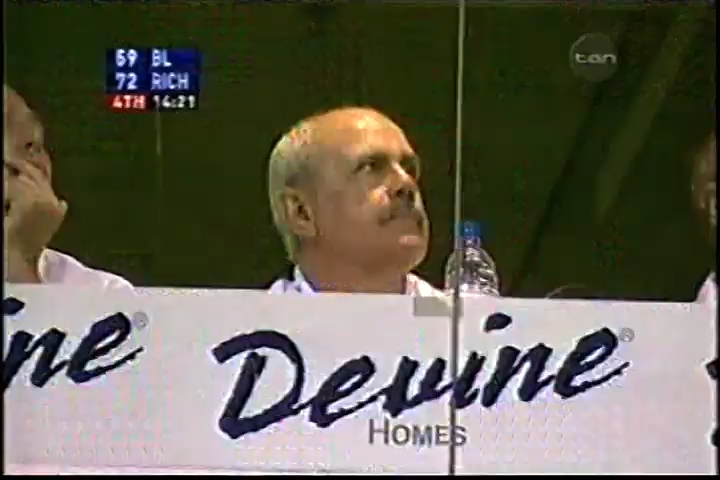 59 BL
72 RICH
4TH 14:21
ten
ine®
Devine®
HOMES